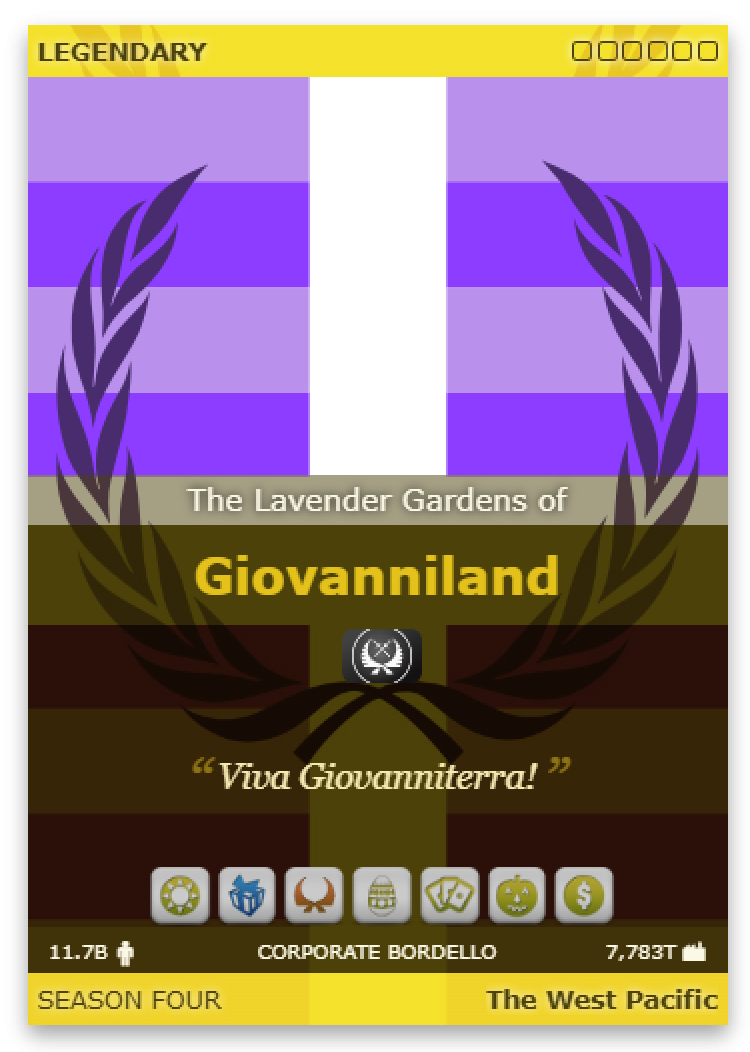 LEGENDARY
The Lavender Gardens of
Giovanniland
“Viva Giovanniterra!”
11.7B CORPORATE BORDELLO 7,783T
SEASON FOUR The West Pacific